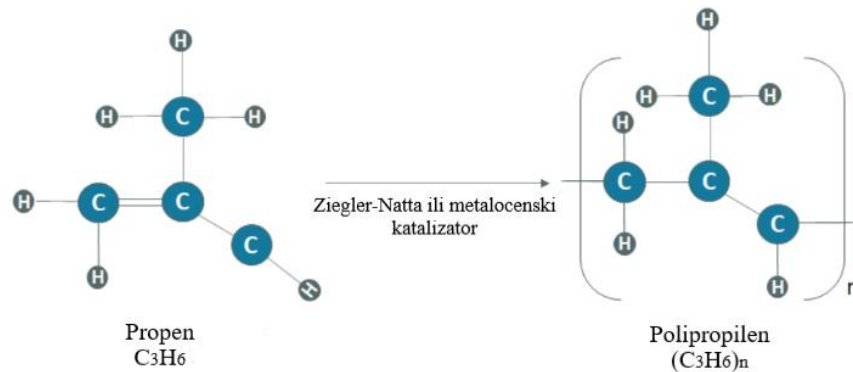 H
H C H
H C C
C
H H
Ziegler-Natta ili metalocenski
katalizator
H
H C H
H
C C
C
H H
n
Propen
C3H6
Polipropilen
(C3H6)n